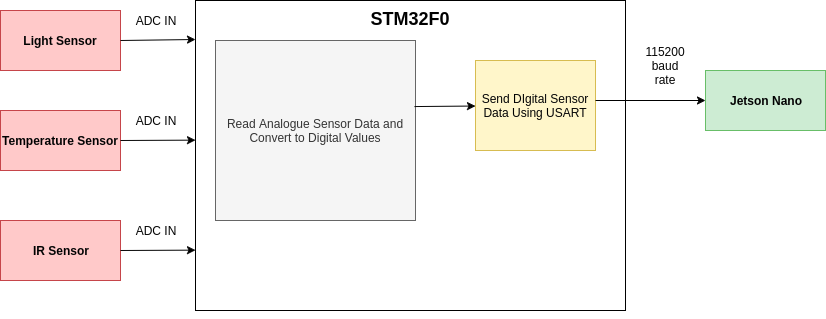 STM32F0
ADC IN
Light Sensor
ADC IN
Temperature Sensor
ADC IN
IR Sensor
Read Analogue Sensor Data and
Convert to Digital Values
Send DIgital Sensor
Data Using USART
115200
baud
rate
Jetson Nano